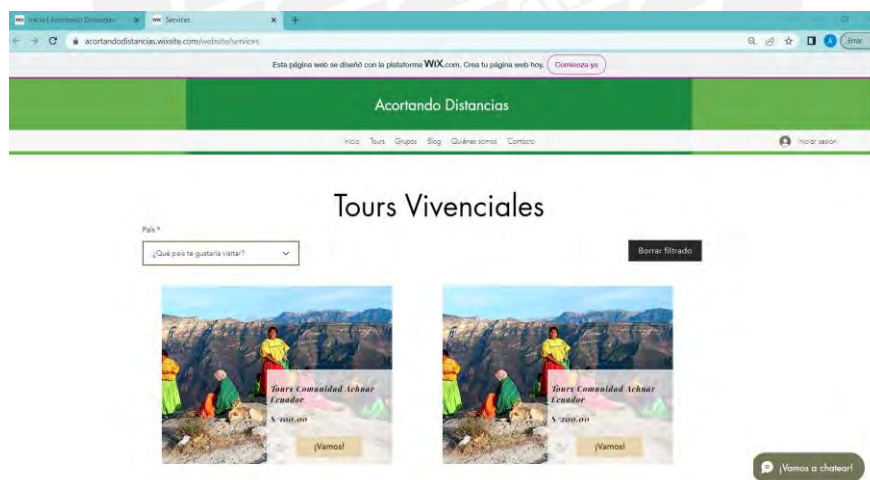 Inicio | Acortando Distancias
Services
acortandodistancias.wixsite.com/website/services
Error
Esta página web se diseñó con la plataforma WiX.com. Crea tu página web hoy. Comienza ya
Acortando Distancias
Inicio Tours Grupos Blog Quiénes somos Contacto
Iniciar sesión
Tours Vivenciales
País *
¿Qué país te gustaría visitar?
Borrar filtrado
Tours Comunidad Achuar
Ecuador
S/100.00
¡Vamos!
Tours Comunidad Achuar
Ecuador
S/200.00
¡Vamos!
¡Vamos a chatear!